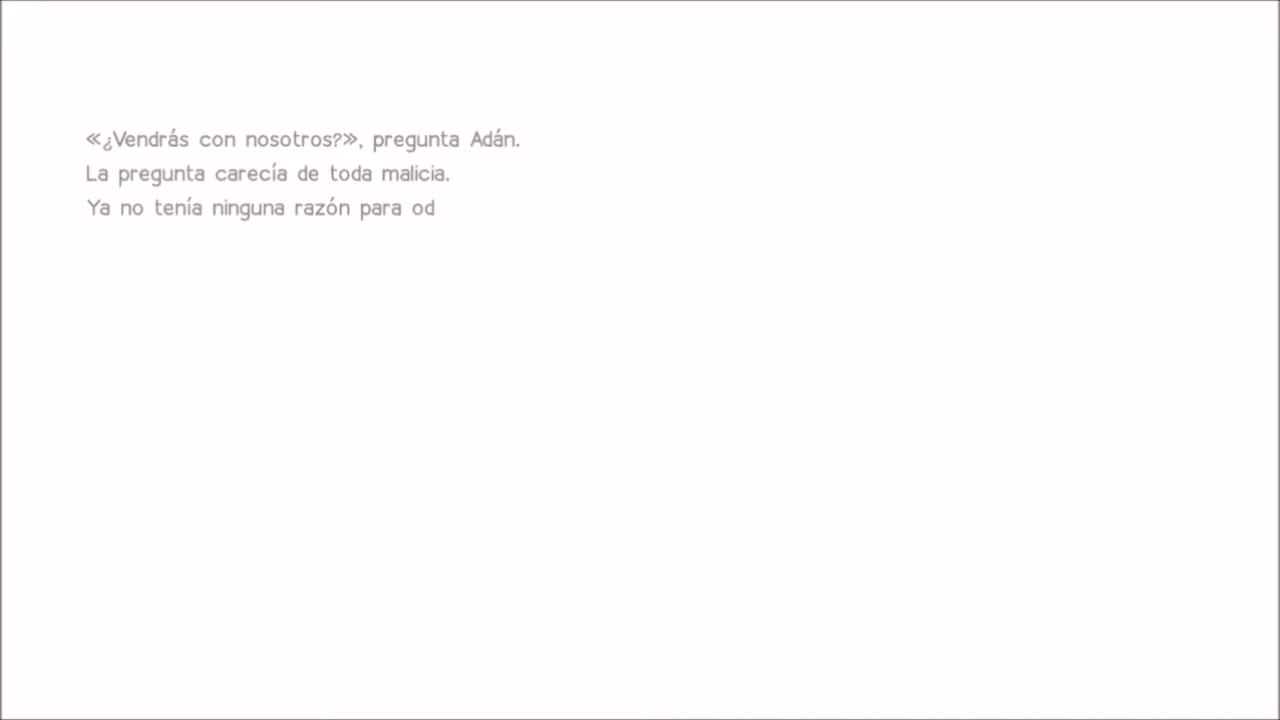 «¿Vendrás con nosotros?», pregunta Adán.
La pregunta carecía de toda malicia.
Ya no tenía ninguna razón para od